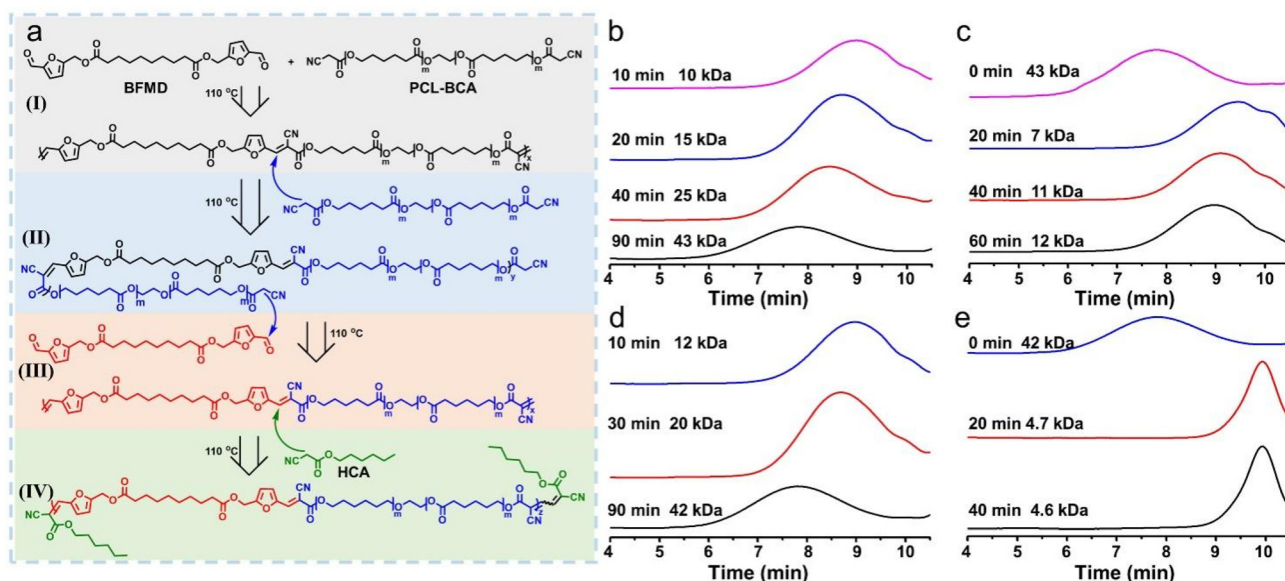 a
BFMD
+
PCL-BCA
(I)
110 °C
110 °C
(II)
110 °C
(III)
110 °C
HCA
(IV)
b
10 min 10 kDa
20 min 15 kDa
40 min 25 kDa
90 min 43 kDa
4 5 6 7 8 9 10
Time (min)
c
0 min 43 kDa
20 min 7 kDa
40 min 11 kDa
60 min 12 kDa
4 5 6 7 8 9 10
Time (min)
d
10 min 12 kDa
30 min 20 kDa
90 min 42 kDa
4 5 6 7 8 9 10
Time (min)
e
0 min 42 kDa
20 min 4.7 kDa
40 min 4.6 kDa
4 5 6 7 8 9 10
Time (min)